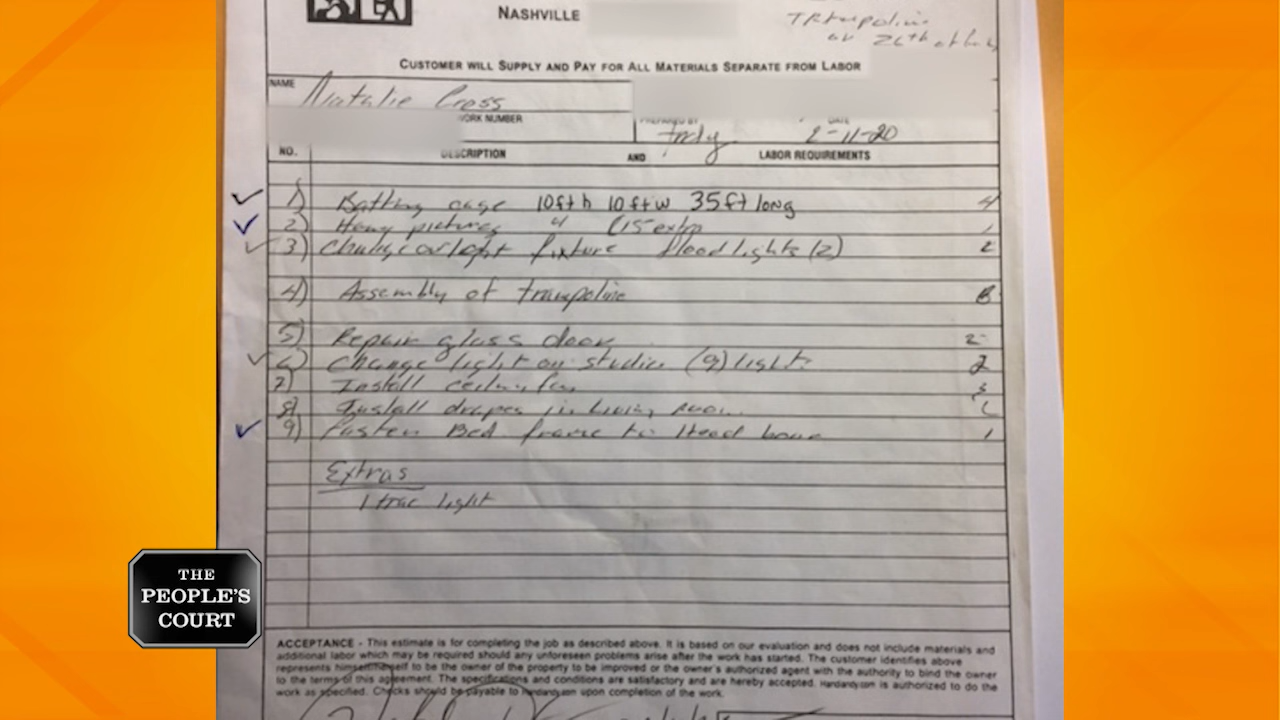 NASHVILLE
CUSTOMER WILL SUPPLY AND PAY FOR ALL MATERIALS SEPARATE FROM LABOR
NAME
Natalie Cross
WORK NUMBER
PREPARED BY DATE
2-11-20
NO. DESCRIPTION AND LABOR REQUIREMENTS
1) Batting cage 10ft h 10ft w 35ft long 4
2) Hang pictures 4 (15 extra 1
3) Change out light fixture flood lights (2) 2
4) Assembly of trampoline
5) Repair glass door 2
6) Change light on studio (9) lights 2
7) Install ceiling fan 3
8) Install drapes in living room
9) Fasten Bed frame to Head 1
Extras
1 trac light
THE
PEOPLE'S
COURT
ACCEPTANCE - This estimate is for completing the job as described above. It is based on our evaluation and does not include materials and
additional labor which may be required should any unforeseen problems arise after the work has started. The customer identifies above
represents himself/herself to be the owner of the property to be improved or the owner's authorized agent with the authority to bind the owner
to the terms of this agreement. The specifications and conditions are satisfactory and are hereby accepted. Handandy.com is authorized to do the
work as specified. Checks should be payable to Handandy.com upon completion of the work.